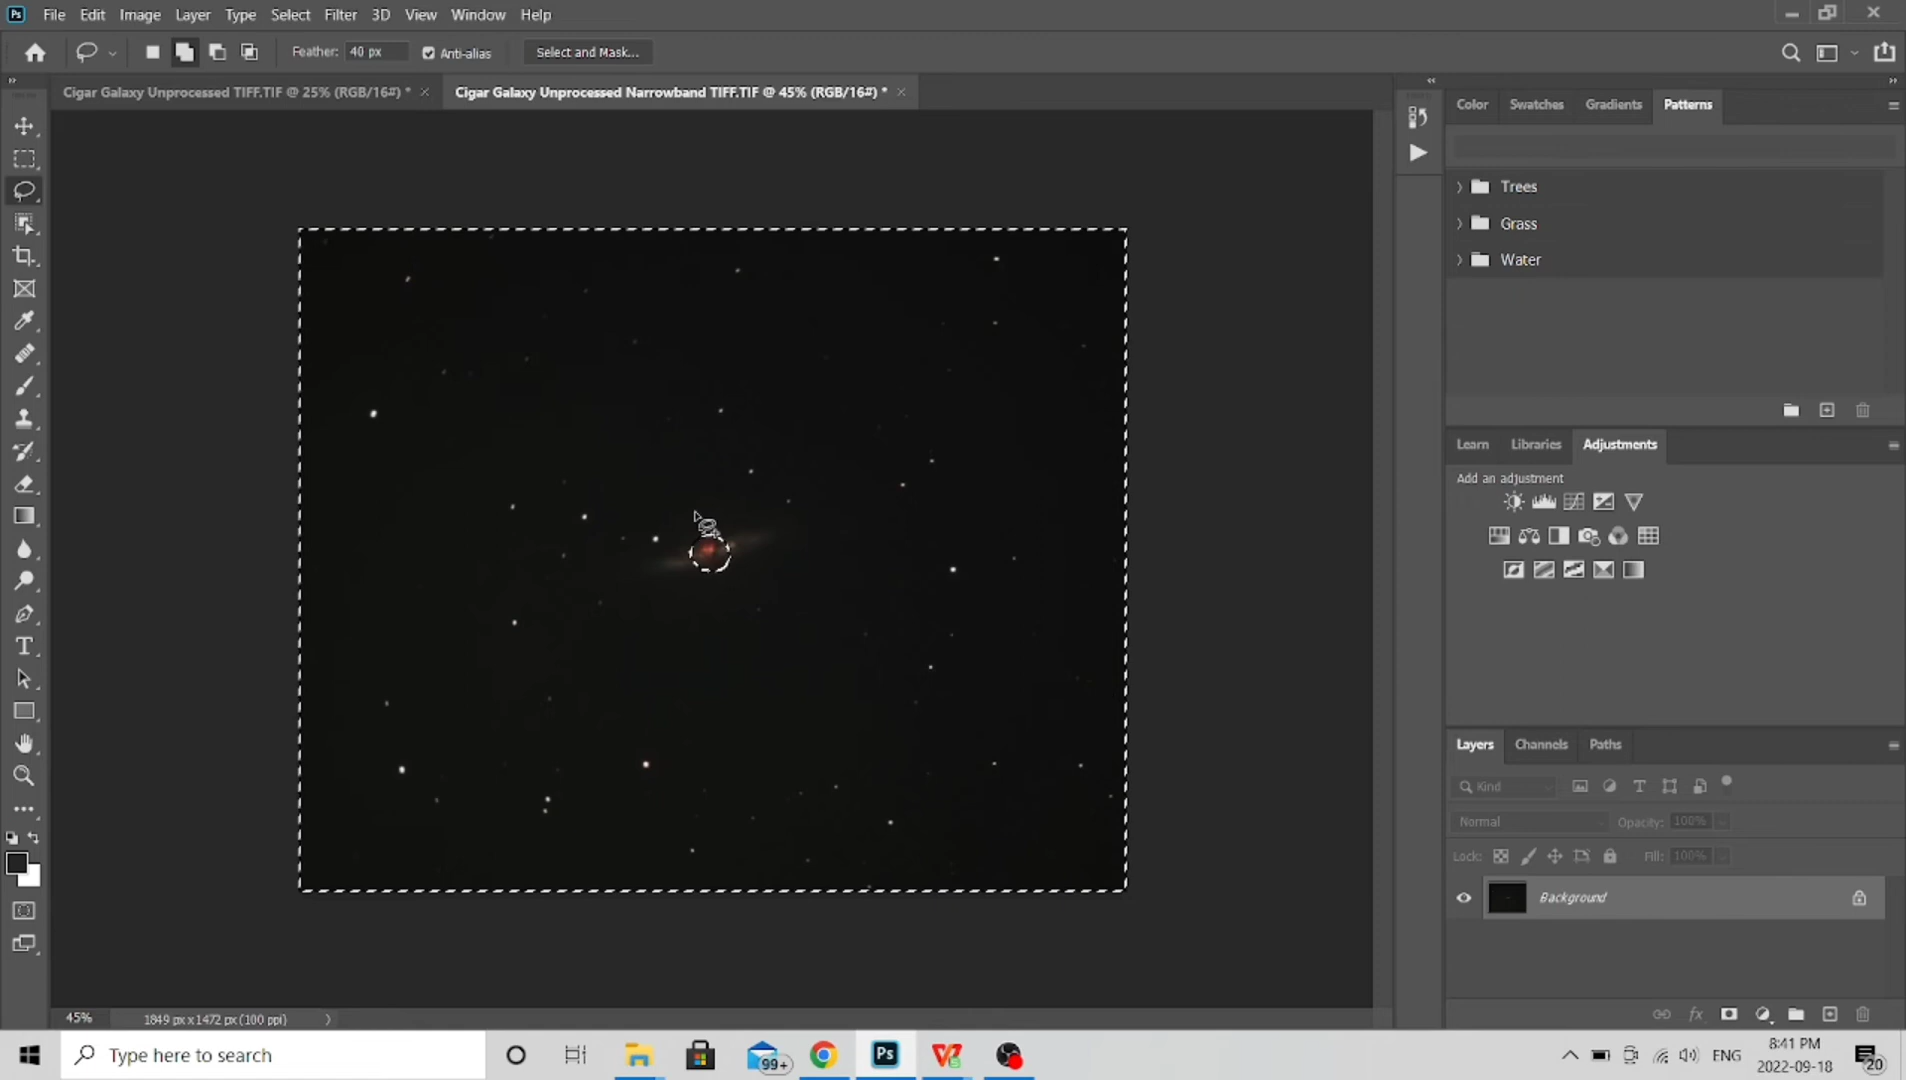 Ps File Edit Image Layer Type Select Filter 3D View Window Help
Feather: 40 px Anti-alias Select and Mask...
Cigar Galaxy Unprocessed TIFF.TIF @ 25% (RGB/16#) * × Cigar Galaxy Unprocessed Narrowband TIFF.TIF @ 45% (RGB/16#) * ×
Color Swatches Gradients Patterns
Trees
Grass
Water
Learn Libraries Adjustments
Add an adjustment
Layers Channels Paths
Kind
Normal Opacity: 100%
Lock: Fill: 100%
Background
45% 1849 px x 1472 px (100 ppi)
Type here to search
99+
Ps
ENG
8:41 PM
2022-09-18
20